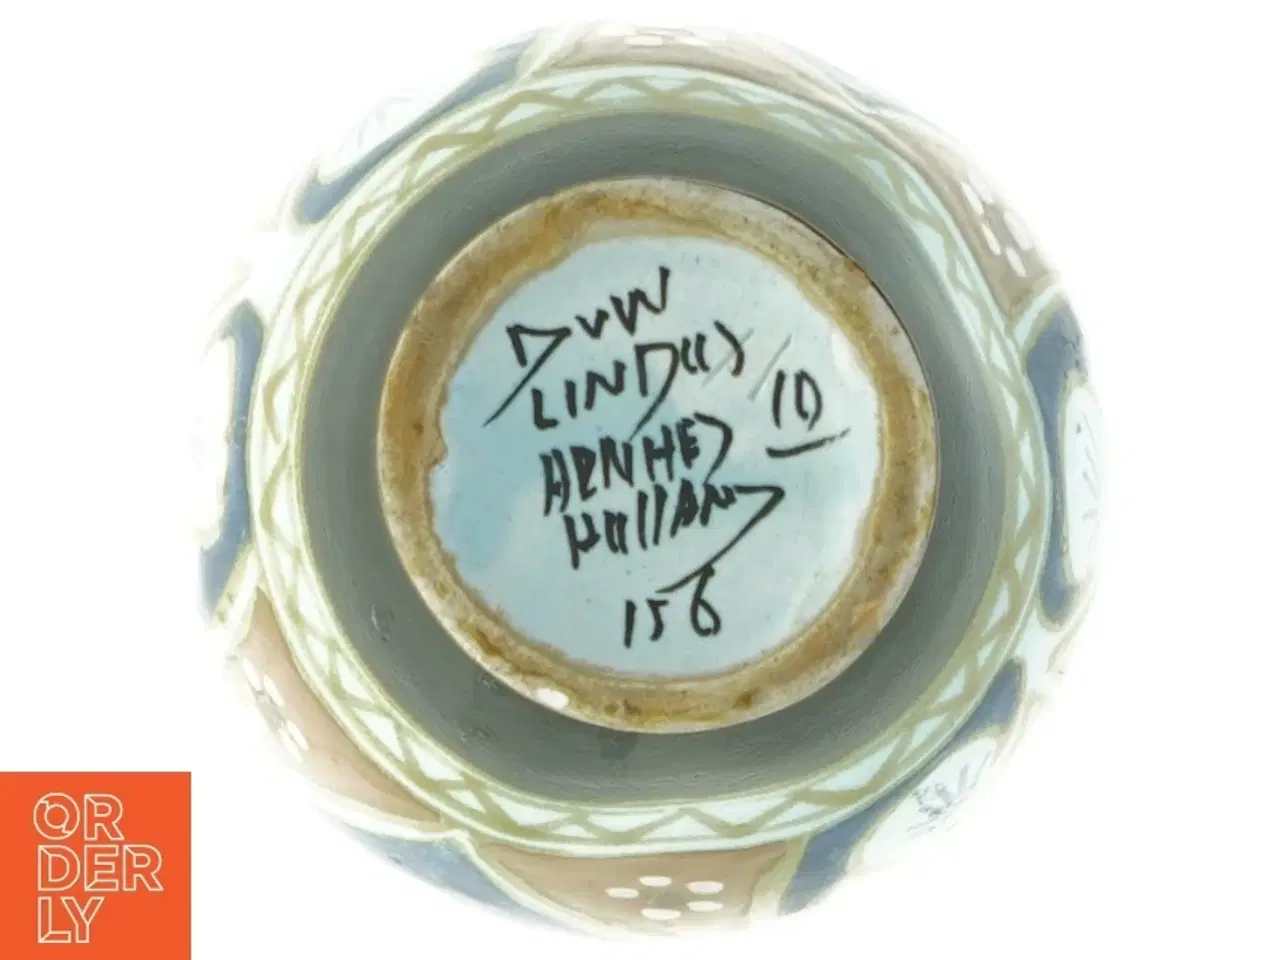 LINDUS
10
ARNHEM
HOLLAND
156
OR
DER
LY